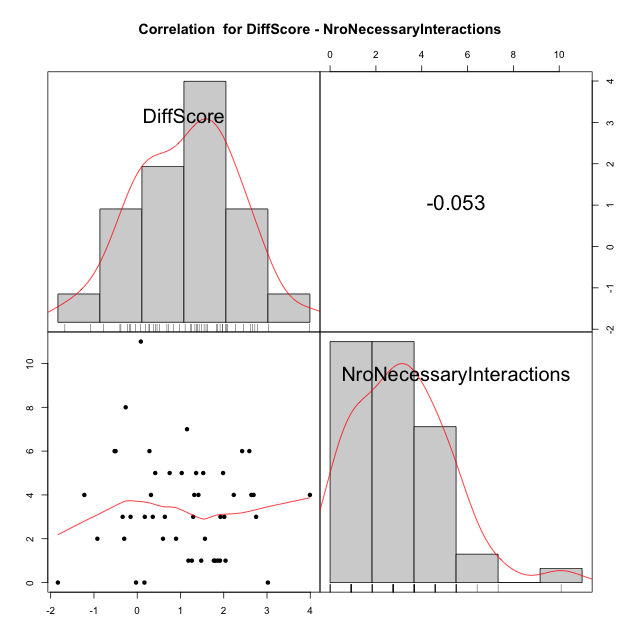 Correlation  for DiffScore - NroNecessaryInteractions
0 2 4 6 8 10
DiffScore
-0.053
4
3
2
1
0
-1
-2
NroNecessaryInteractions
10
8
6
4
2
0
-2 -1 0 1 2 3 4